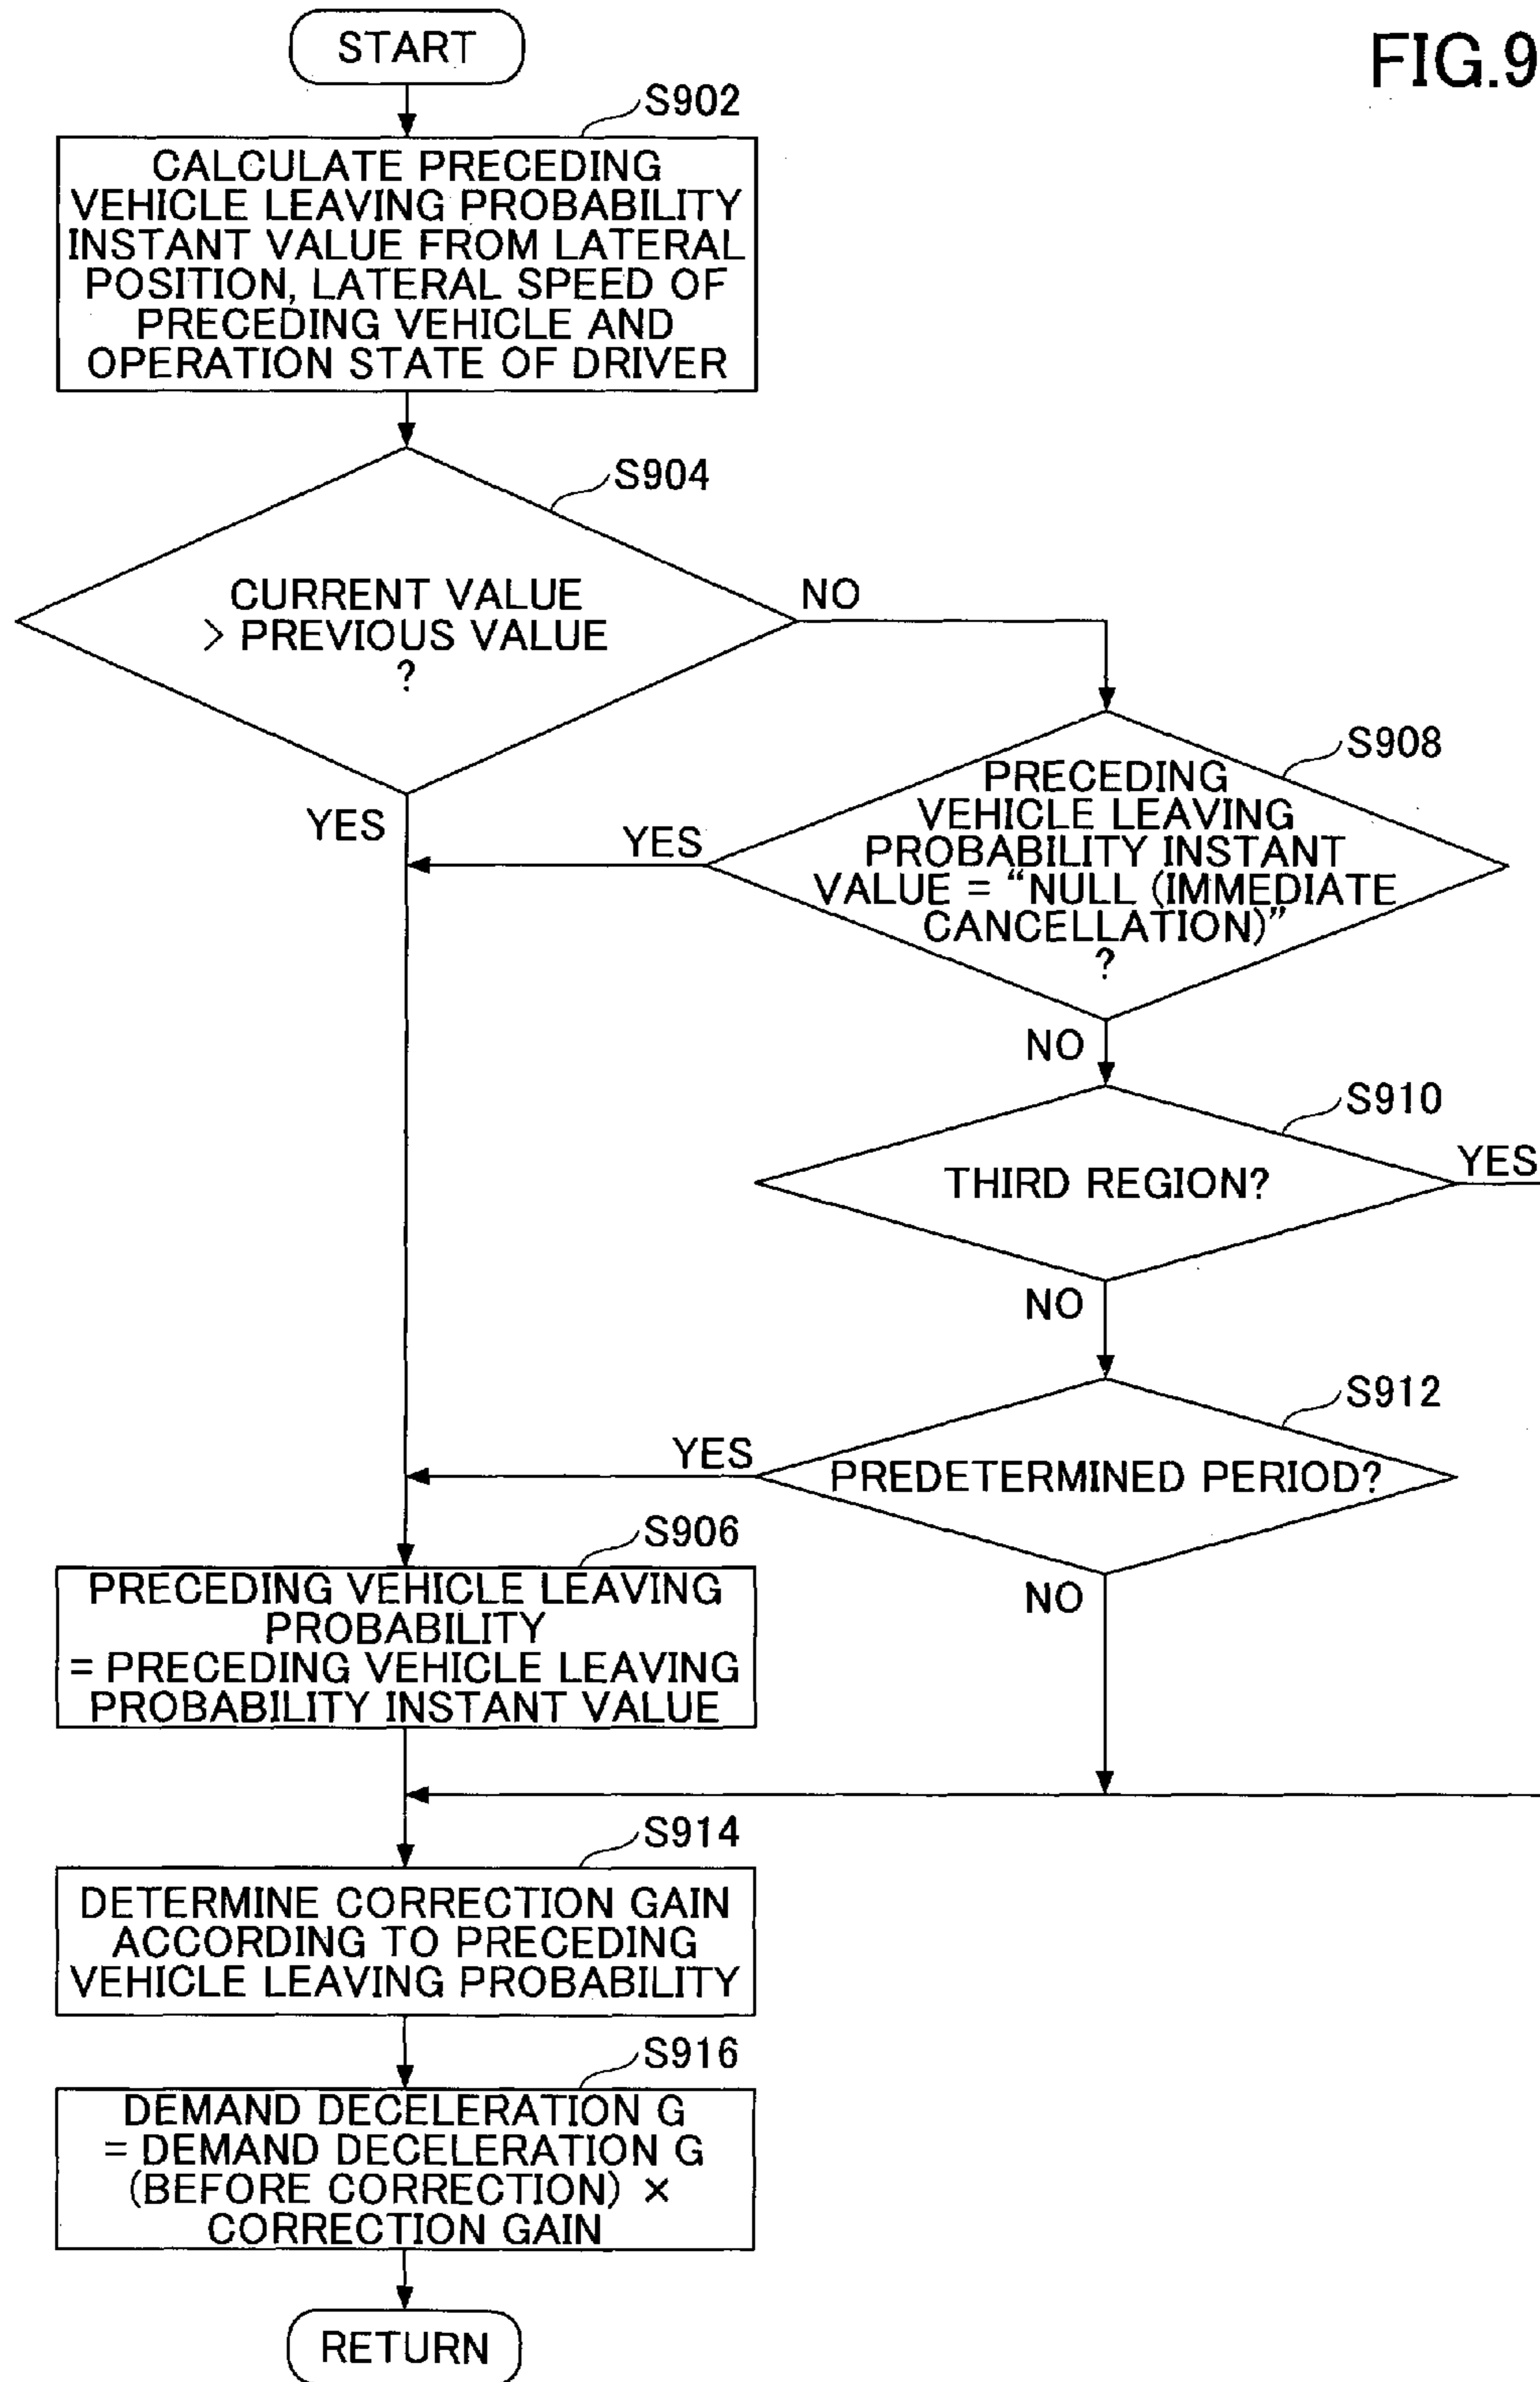 FIG.9
START
S902
CALCULATE PRECEDING
VEHICLE LEAVING PROBABILITY
INSTANT VALUE FROM LATERAL
POSITION, LATERAL SPEED OF
PRECEDING VEHICLE AND
OPERATION STATE OF DRIVER
S904
CURRENT VALUE
> PREVIOUS VALUE
?
NO
YES
S908
PRECEDING
VEHICLE LEAVING
PROBABILITY INSTANT
VALUE = “NULL (IMMEDIATE
CANCELLATION)”
?
YES
NO
S910
THIRD REGION?
YES
NO
S912
PREDETERMINED PERIOD?
YES
NO
S906
PRECEDING VEHICLE LEAVING
PROBABILITY
= PRECEDING VEHICLE LEAVING
PROBABILITY INSTANT VALUE
S914
DETERMINE CORRECTION GAIN
ACCORDING TO PRECEDING
VEHICLE LEAVING PROBABILITY
S916
DEMAND DECELERATION G
= DEMAND DECELERATION G
(BEFORE CORRECTION) ×
CORRECTION GAIN
RETURN